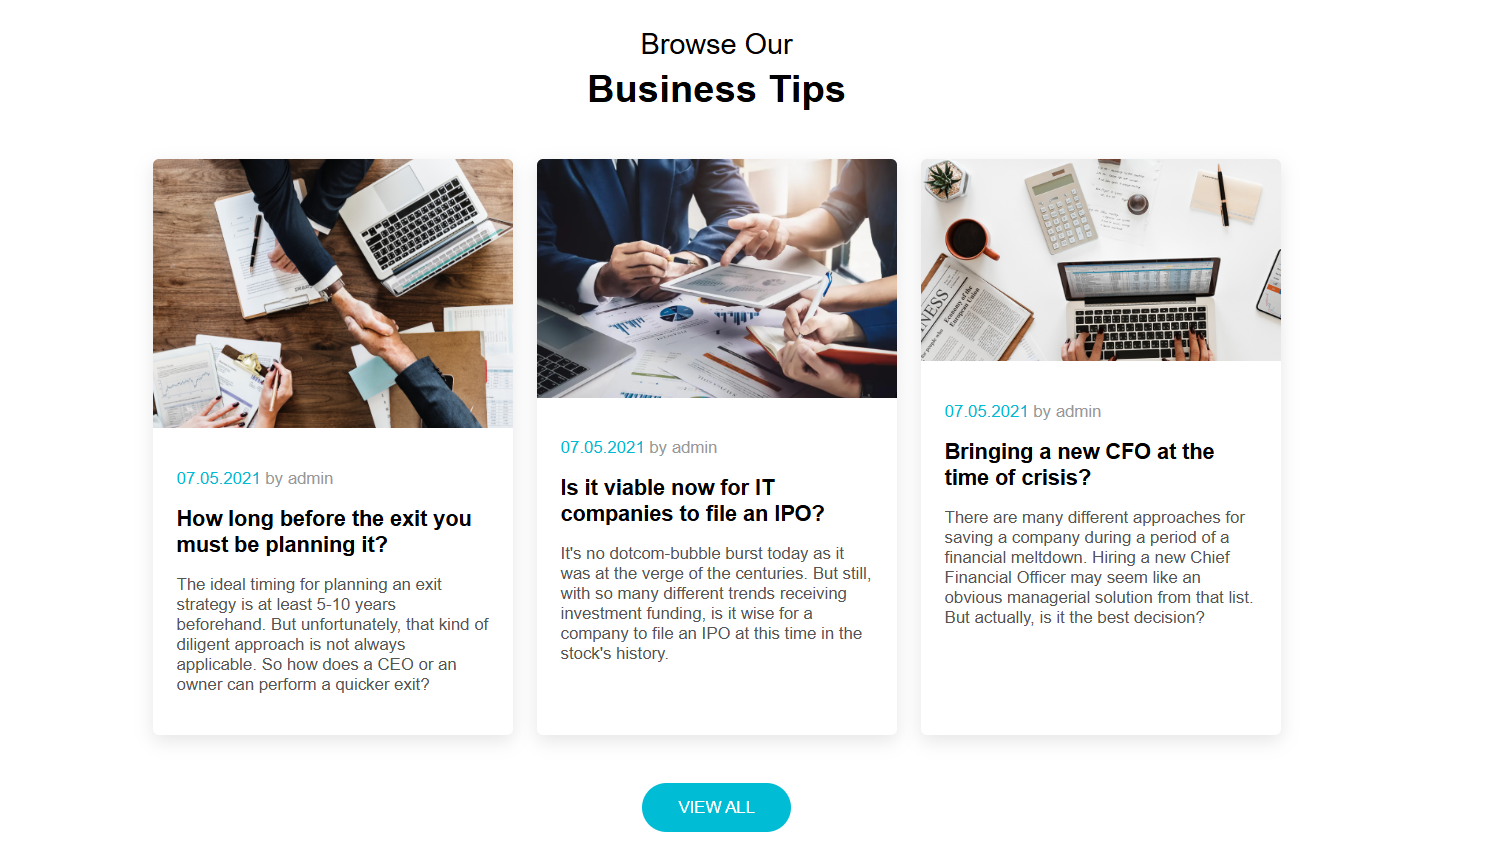 Browse Our
Business Tips
07.05.2021 by admin
How long before the exit you
must be planning it?
The ideal timing for planning an exit
strategy is at least 5-10 years
beforehand. But unfortunately, that kind of
diligent approach is not always
applicable. So how does a CEO or an
owner can perform a quicker exit?
07.05.2021 by admin
Is it viable now for IT
companies to file an IPO?
It's no dotcom-bubble burst today as it
was at the verge of the centuries. But still,
with so many different trends receiving
investment funding, is it wise for a
company to file an IPO at this time in the
stock's history.
NESS
Economy of the
European Union
07.05.2021 by admin
Bringing a new CFO at the
time of crisis?
There are many different approaches for
saving a company during a period of a
financial meltdown. Hiring a new Chief
Financial Officer may seem like an
obvious managerial solution from that list.
But actually, is it the best decision?
VIEW ALL